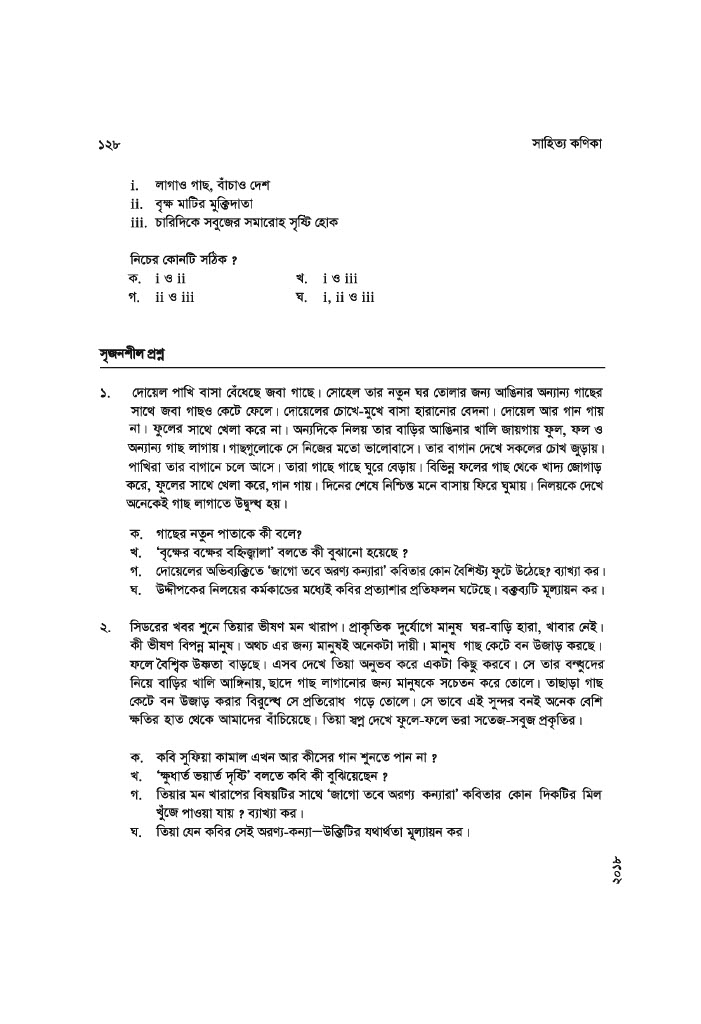 ১২৮ সাহিত্য কণিকা
i. লাগাও গাছ, বাঁচাও দেশ
ii. বৃক্ষ মাটির মুক্তিদাতা
iii. চারিদিকে সবুজের সমারোহ সৃষ্টি হোক
নিচের কোনটি সঠিক ?
ক. i ও ii খ. i ও iii
গ. ii ও iii ঘ. i, ii ও iii
সৃজনশীল প্রশ্ন
১. দোয়েল পাখি বাসা বেঁধেছে জবা গাছে। সোহেল তার নতুন ঘর তোলার জন্য আঙিনার অন্যান্য গাছের
সাথে জবা গাছও কেটে ফেলে। দোয়েলের চোখে-মুখে বাসা হারানোর বেদনা। দোয়েল আর গান গায়
না। ফুলের সাথে খেলা করে না। অন্যদিকে নিলয় তার বাড়ির আঙিনার খালি জায়গায় ফুল, ফল ও
অন্যান্য গাছ লাগায়। গাছগুলোকে সে নিজের মতো ভালোবাসে। তার বাগান দেখে সকলের চোখ জুড়ায়।
পাখিরা তার বাগানে চলে আসে। তারা গাছে গাছে ঘুরে বেড়ায়। বিভিন্ন ফলের গাছ থেকে খাদ্য জোগাড়
করে, ফুলের সাথে খেলা করে, গান গায়। দিনের শেষে নিশ্চিন্ত মনে বাসায় ফিরে ঘুমায়। নিলয়কে দেখে
অনেকেই গাছ লাগাতে উদ্বুদ্ধ হয়।
ক. গাছের নতুন পাতাকে কী বলে?
খ. ‘বৃক্ষের বক্ষের বহ্নিজ্বালা’ বলতে কী বুঝানো হয়েছে ?
গ. দোয়েলের অভিব্যক্তিতে ‘জাগো তবে অরণ্য কন্যারা’ কবিতার কোন বৈশিষ্ট্য ফুটে উঠেছে? ব্যাখ্যা কর।
ঘ. উদ্দীপকের নিলয়ের কর্মকাণ্ডের মধ্যেই কবির প্রত্যাশার প্রতিফলন ঘটেছে। বক্তব্যটি মূল্যায়ন কর।
২. সিডরের খবর শুনে তিয়ার ভীষণ মন খারাপ। প্রাকৃতিক দুর্যোগে মানুষ ঘর-বাড়ি হারা, খাবার নেই।
কী ভীষণ বিপন্ন মানুষ। অথচ এর জন্য মানুষই অনেকটা দায়ী। মানুষ গাছ কেটে বন উজাড় করছে।
ফলে বৈশ্বিক উষ্ণতা বাড়ছে। এসব দেখে তিয়া অনুভব করে একটা কিছু করবে। সে তার বন্ধুদের
নিয়ে বাড়ির খালি আঙ্গিনায়, ছাদে গাছ লাগানোর জন্য মানুষকে সচেতন করে তোলে। তাছাড়া গাছ
কেটে বন উজাড় করার বিরুদ্ধে সে প্রতিরোধ গড়ে তোলে। সে ভাবে এই সুন্দর বনই অনেক বেশি
ক্ষতির হাত থেকে আমাদের বাঁচিয়েছে। তিয়া স্বপ্ন দেখে ফুলে-ফলে ভরা সতেজ-সবুজ প্রকৃতির।
ক. কবি সুফিয়া কামাল এখন আর কীসের গান শুনতে পান না ?
খ. ‘ক্ষুধার্ত ভয়ার্ত দৃষ্টি’ বলতে কবি কী বুঝিয়েছেন ?
গ. তিয়ার মন খারাপের বিষয়টির সাথে ‘জাগো তবে অরণ্য কন্যারা’ কবিতার কোন দিকটির মিল
খুঁজে পাওয়া যায় ? ব্যাখ্যা কর।
ঘ. তিয়া যেন কবির সেই অরণ্য-কন্যা—উক্তিটির যথার্থতা মূল্যায়ন কর।
২০১৮